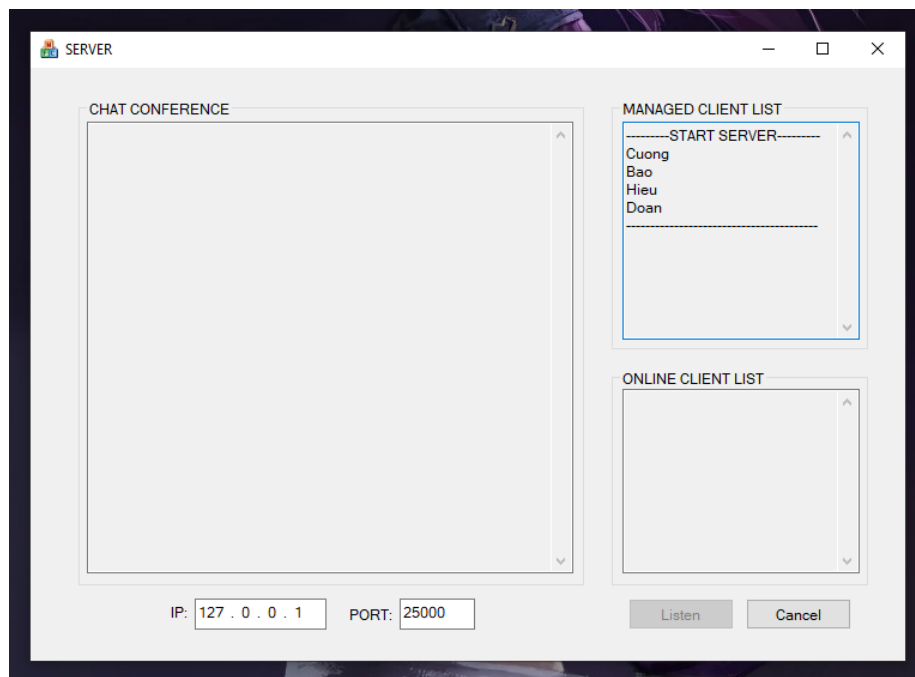 SERVER
CHAT CONFERENCE
MANAGED CLIENT LIST
---------START SERVER---------
Cuong
Bao
Hieu
Doan
----------------------------------------
ONLINE CLIENT LIST
IP: 127 . 0 . 0 . 1 PORT: 25000 Listen Cancel